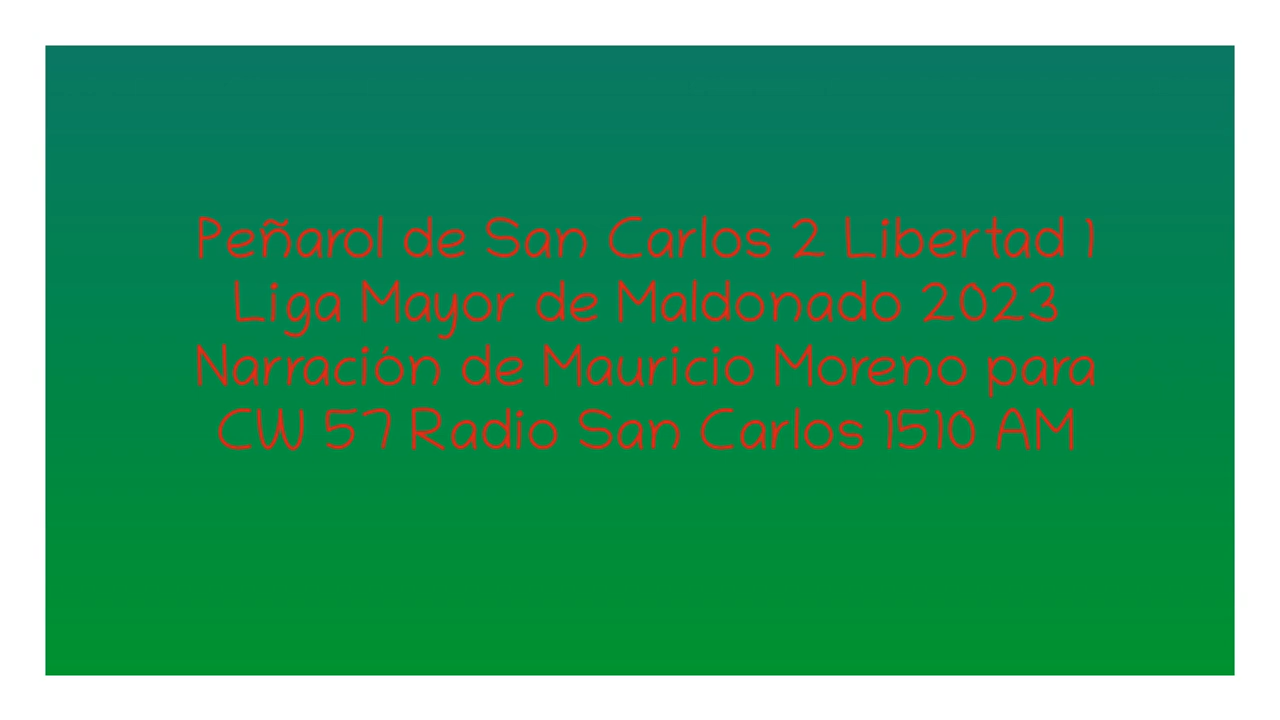 Peñarol de San Carlos 2 Libertad 1
Liga Mayor de Maldonado 2023
Narración de Mauricio Moreno para
CW 57 Radio San Carlos 1510 AM